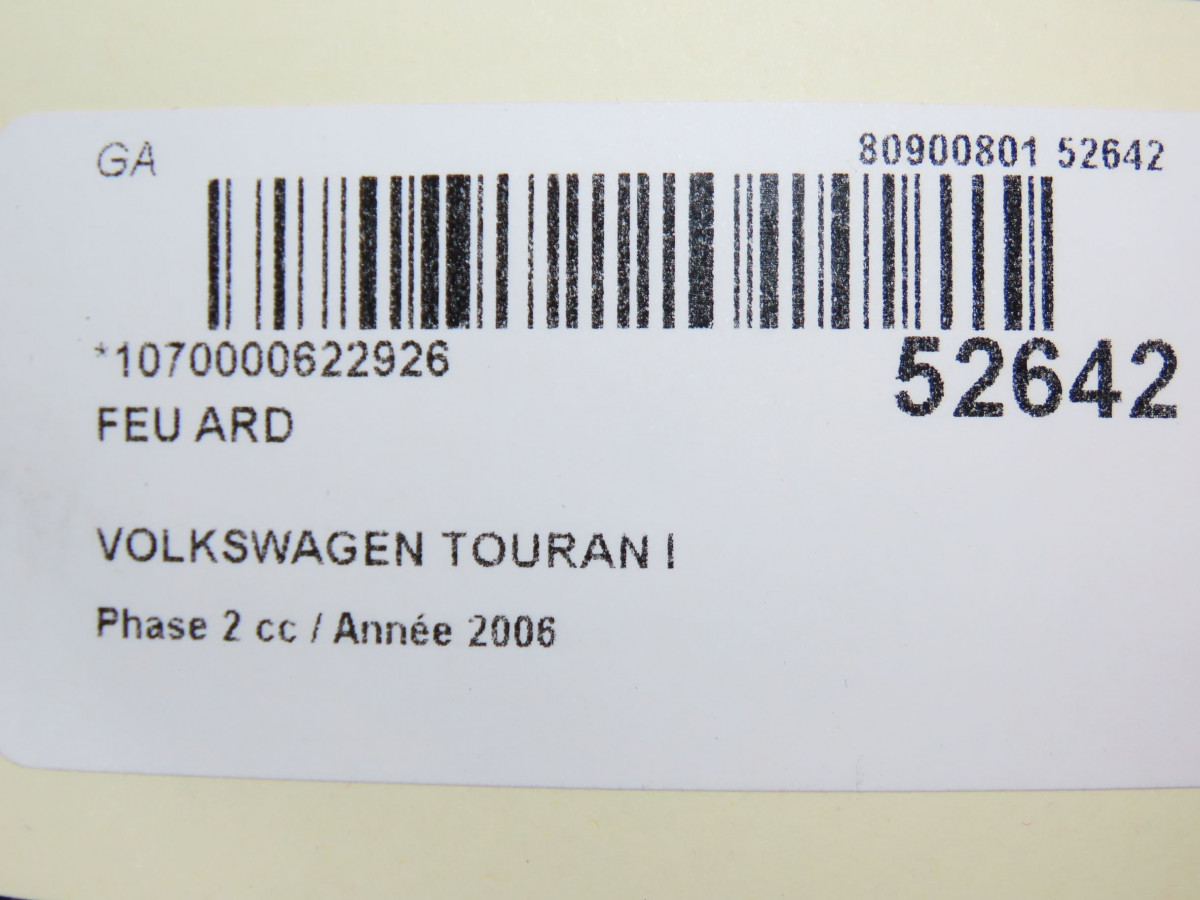 GA
80900801 52642
*1070000622926
52642
FEU ARD
VOLKSWAGEN TOURAN I
Phase 2 cc / Année 2006